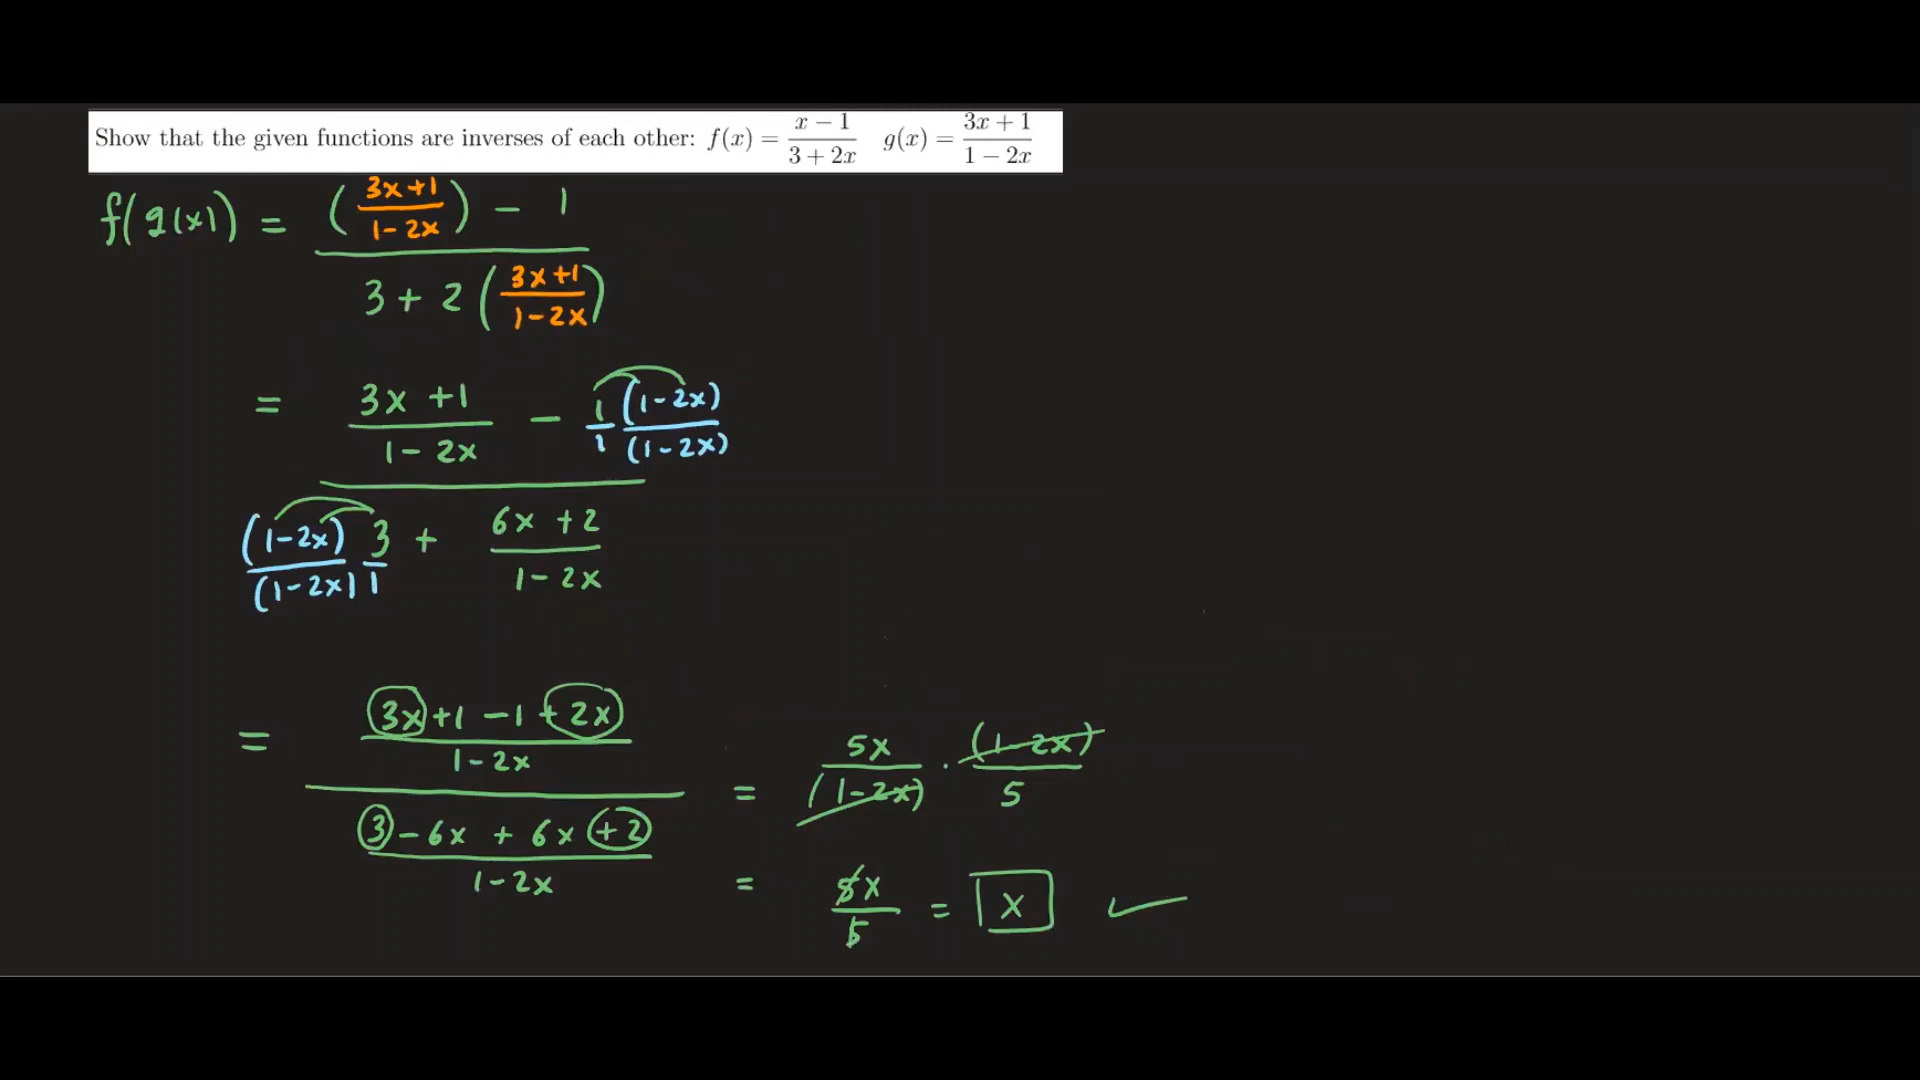 Show that the given functions are inverses of each other: f(x) = (x − 1)/(3 + 2x) g(x) = (3x + 1)/(1 − 2x)
f(g(x)) = ((3x+1)/(1-2x)) - 1
3 + 2((3x+1)/(1-2x))
= (3x+1)/(1-2x) - (1/1) (1-2x)/(1-2x)
(1-2x)/(1-2x) 3/1 + (6x+2)/(1-2x)
= (3x+1-1+2x)/(1-2x)
(3-6x+6x+2)/(1-2x)
= 5x/(1-2x) · (1-2x)/5
= 5x/5 = x ✓